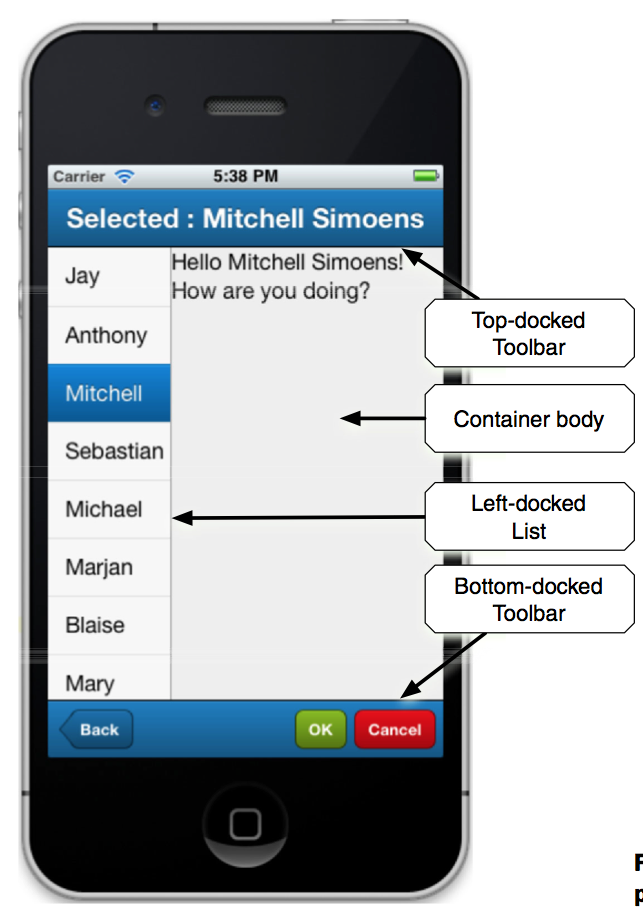 Carrier
5:38 PM
Selected : Mitchell Simoens
Jay
Anthony
Mitchell
Sebastian
Michael
Marjan
Blaise
Mary
Hello Mitchell Simoens!
How are you doing?
Top-docked
Toolbar
Container body
Left-docked
List
Bottom-docked
Toolbar
Back
OK
Cancel